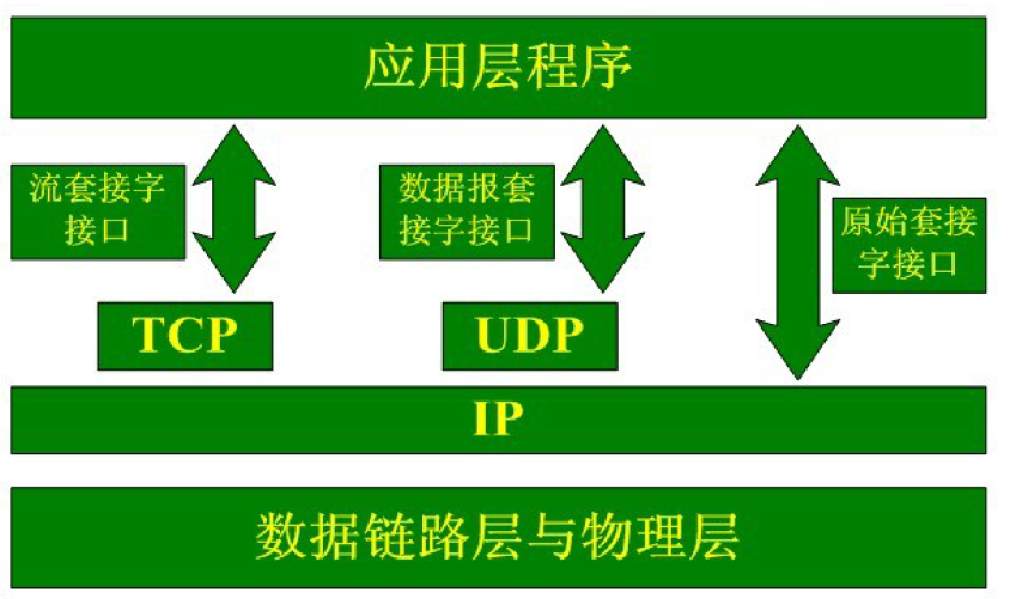 应用层程序
流套接字
接口
数据报套
接字接口
原始套接
字接口
TCP
UDP
IP
数据链路层与物理层